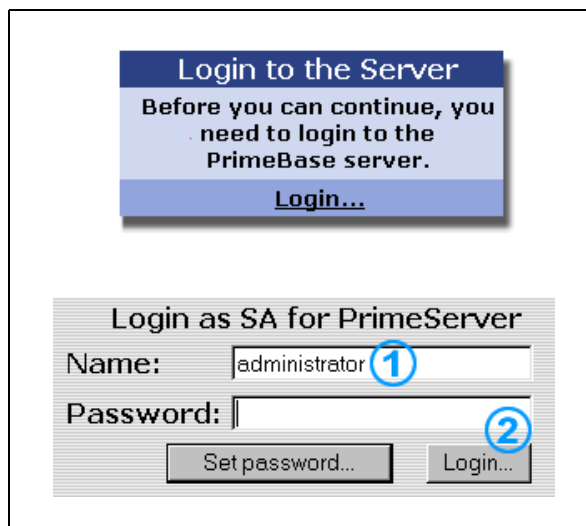 Login to the Server
Before you can continue, you
need to login to the
PrimeBase server.
Login...
Login as SA for PrimeServer
Name: administrator 1
Password: 2
Set password... Login...